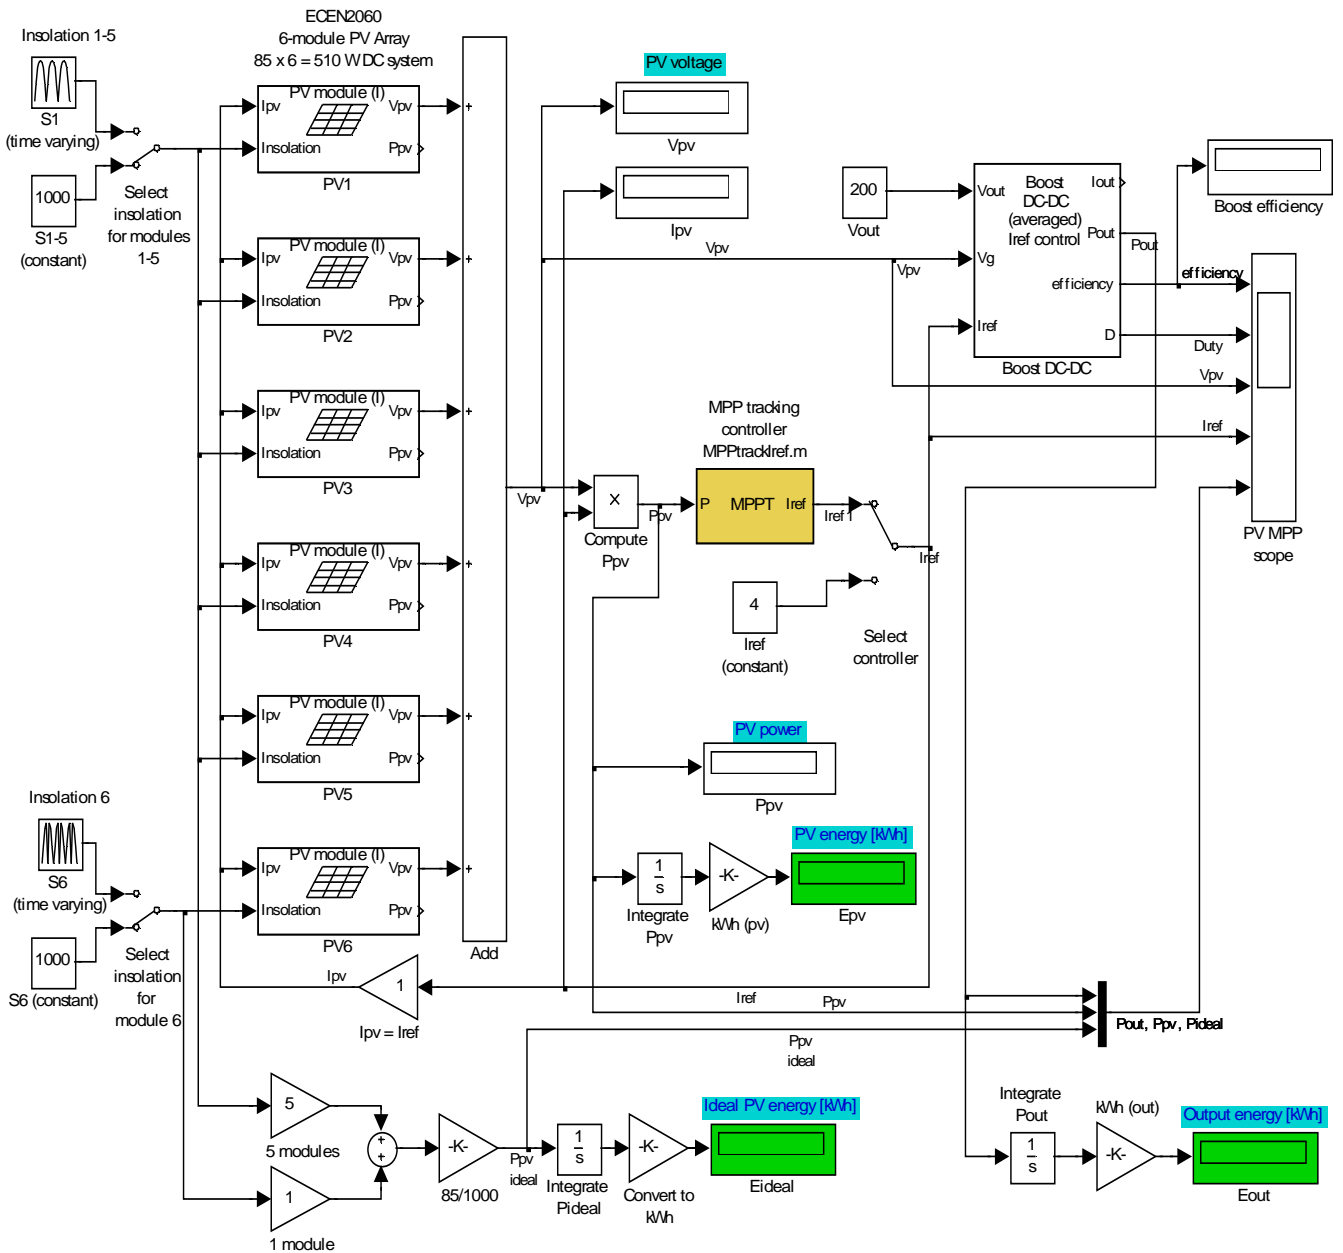 ECEN2060
6-module PV Array
85 x 6 = 510 W DC system
Insolation 1-5
S1
(time varying)
1000
S1-5
(constant)
Select
insolation
for modules
1-5
PV module (I)
Ipv
Vpv
Insolation
Ppv
PV1
PV module (I)
Ipv
Vpv
Insolation
Ppv
PV2
PV module (I)
Ipv
Vpv
Insolation
Ppv
PV3
PV module (I)
Ipv
Vpv
Insolation
Ppv
PV4
PV module (I)
Ipv
Vpv
Insolation
Ppv
PV5
PV module (I)
Ipv
Vpv
Insolation
Ppv
PV6
+
+
+
+
+
+
Add
Insolation 6
S6
(time varying)
1000
S6 (constant)
Select
insolation
for
module 6
Ipv
1
Ipv = Iref
PV voltage
Vpv
Ipv
Vpv
Vpv
200
Vout
Vout
Vg
Iref
Boost
DC-DC
(averaged)
Iref control
Iout
Pout
efficiency
D
Boost DC-DC
Pout
Boost efficiency
efficiency
Duty
Vpv
Iref
PV MPP
scope
Vpv
X
Compute
Ppv
Ppv
MPP tracking
controller
MPPtrackIref.m
P
MPPT
Iref
Iref 1
Iref
4
Iref
(constant)
Select
controller
PV power
Ppv
PV energy [kWh]
1
s
Integrate
Ppv
-K-
kWh (pv)
Epv
Iref
Ppv
Ppv
ideal
Pout, Ppv, Pideal
5
5 modules
1
1 module
+
+
-K-
85/1000
Ppv
ideal
1
s
Integrate
Pideal
-K-
Convert to
kWh
Ideal PV energy [kWh]
Eideal
Integrate
Pout
1
s
kWh (out)
-K-
Output energy [kWh]
Eout